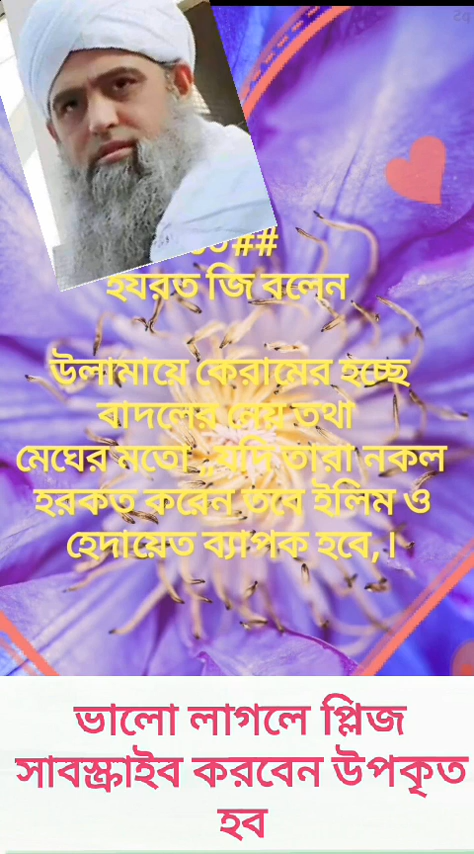 ##
হযরত জি বলেন
উলামায়ে কেরামের হচ্ছে
বাদলের নেয় তথা
মেঘের মতো,,যদি তারা নকল
হরকত করেন তবে ইলিম ও
হেদায়েত ব্যাপক হবে,।
ভালো লাগলে প্লিজ
সাবস্ক্রাইব করবেন উপকৃত
হব